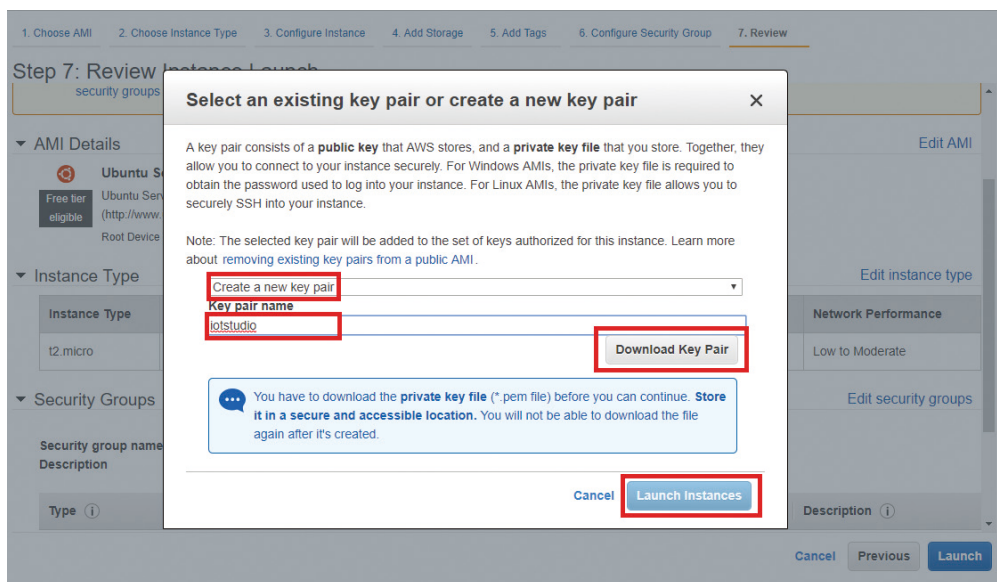 1. Choose AMI 2. Choose Instance Type 3. Configure Instance 4. Add Storage 5. Add Tags 6. Configure Security Group 7. Review
Step 7: Review Instance Launch
security groups
Select an existing key pair or create a new key pair
A key pair consists of a public key that AWS stores, and a private key file that you store. Together, they
allow you to connect to your instance securely. For Windows AMIs, the private key file is required to
obtain the password used to log into your instance. For Linux AMIs, the private key file allows you to
securely SSH into your instance.
Note: The selected key pair will be added to the set of keys authorized for this instance. Learn more
about removing existing key pairs from a public AMI.
Create a new key pair
Key pair name
iotstudio
Download Key Pair
You have to download the private key file (*.pem file) before you can continue. Store
it in a secure and accessible location. You will not be able to download the file
again after it's created.
Cancel Launch Instances
AMI Details
Edit AMI
Ubuntu
Free tier
eligible
Ubuntu
(http://www.
Root Device
Instance Type
Edit instance type
Instance Type
Network Performance
t2.micro
Low to Moderate
Security Groups
Edit security groups
Security group name
Description
Type
Description
Cancel Previous Launch